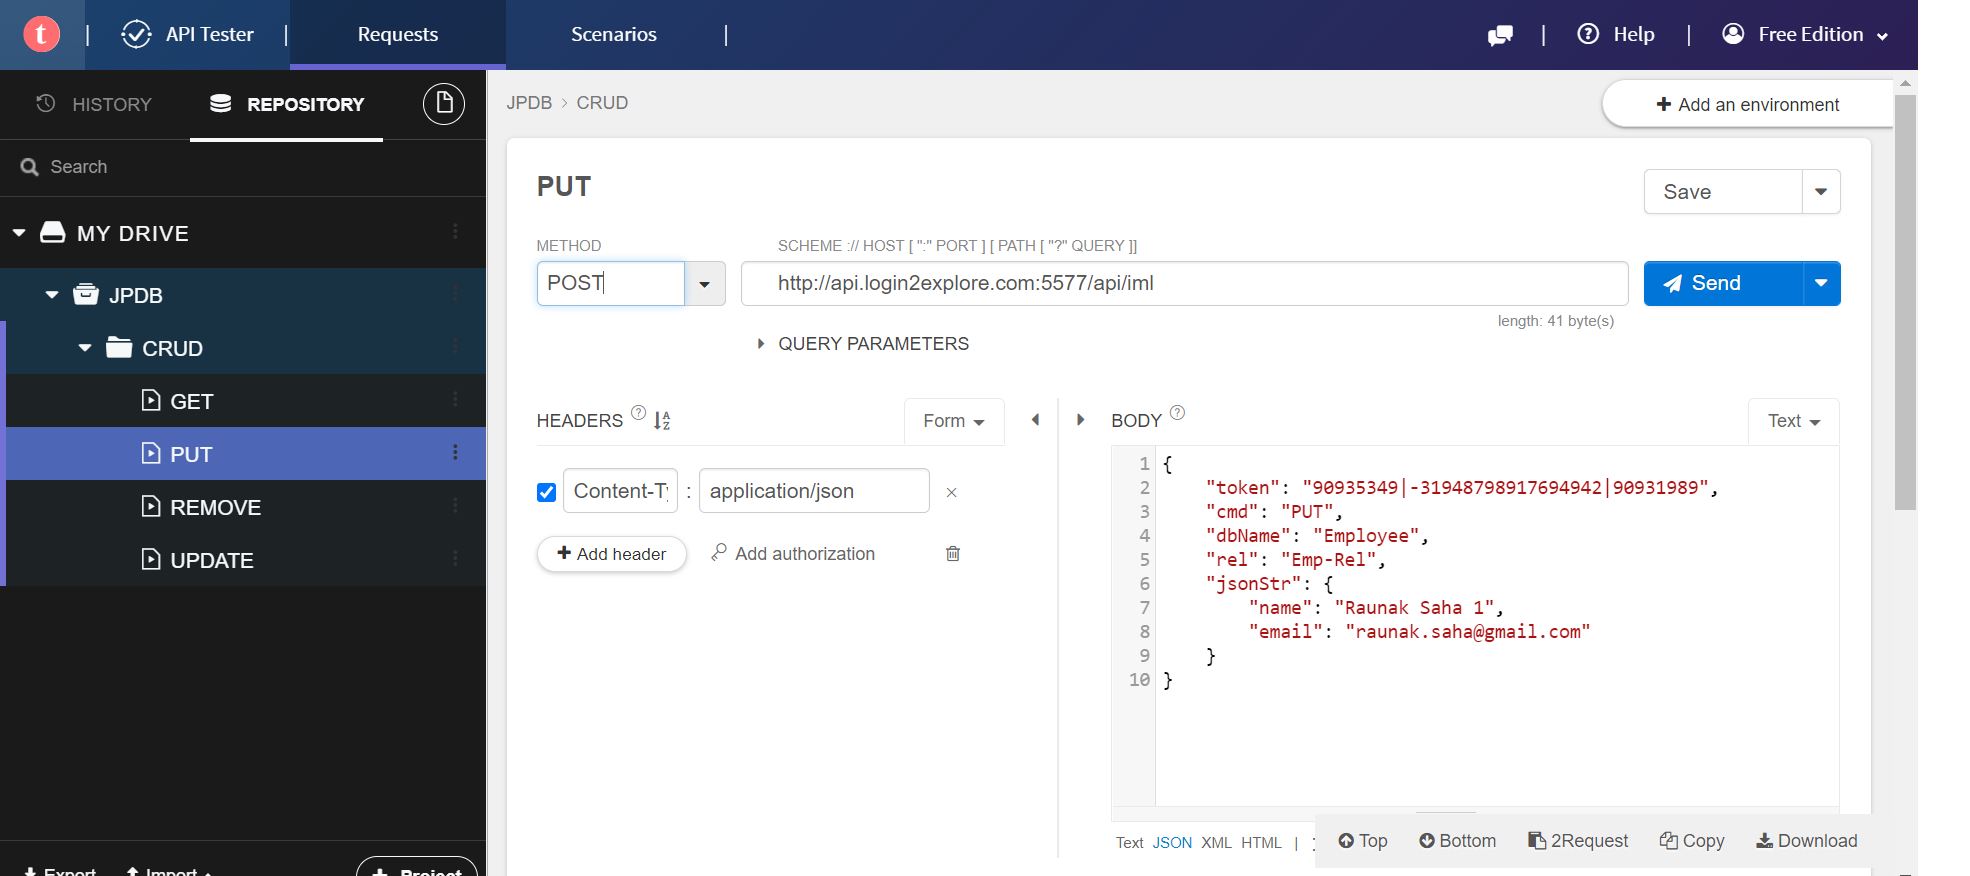 t | API Tester | Requests Scenarios | | Help | Free Edition
HISTORY REPOSITORY
Search
MY DRIVE
JPDB
CRUD
GET
PUT
REMOVE
UPDATE
Export Import + Project
JPDB > CRUD
+ Add an environment
PUT
Save
METHOD SCHEME :// HOST [ ":" PORT ] [ PATH [ "?" QUERY ]]
POST http://api.login2explore.com:5577/api/iml Send
length: 41 byte(s)
QUERY PARAMETERS
HEADERS ? A Z Form
Content-Ty : application/json ×
+ Add header Add authorization
BODY ? Text
1 {
2 "token": "90935349|-31948798917694942|90931989",
3 "cmd": "PUT",
4 "dbName": "Employee",
5 "rel": "Emp-Rel",
6 "jsonStr": {
7 "name": "Raunak Saha 1",
8 "email": "raunak.saha@gmail.com"
9 }
10 }
Text JSON XML HTML | Top Bottom 2Request Copy Download